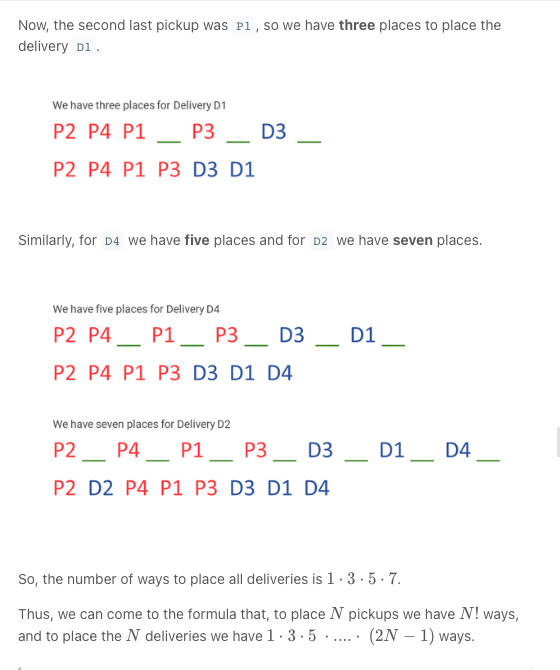 Now, the second last pickup was P1 , so we have three places to place the
delivery D1 .
We have three places for Delivery D1
P2 P4 P1 __ P3 __ D3 __
P2 P4 P1 P3 D3 D1
Similarly, for D4 we have five places and for D2 we have seven places.
We have five places for Delivery D4
P2 P4 __ P1 __ P3 __ D3 __ D1 __
P2 P4 P1 P3 D3 D1 D4
We have seven places for Delivery D2
P2 __ P4 __ P1 __ P3 __ D3 __ D1 __ D4 __
P2 D2 P4 P1 P3 D3 D1 D4
So, the number of ways to place all deliveries is 1 · 3 · 5 · 7.
Thus, we can come to the formula that, to place N pickups we have N! ways,
and to place the N deliveries we have 1 · 3 · 5 · .... · (2N − 1) ways.